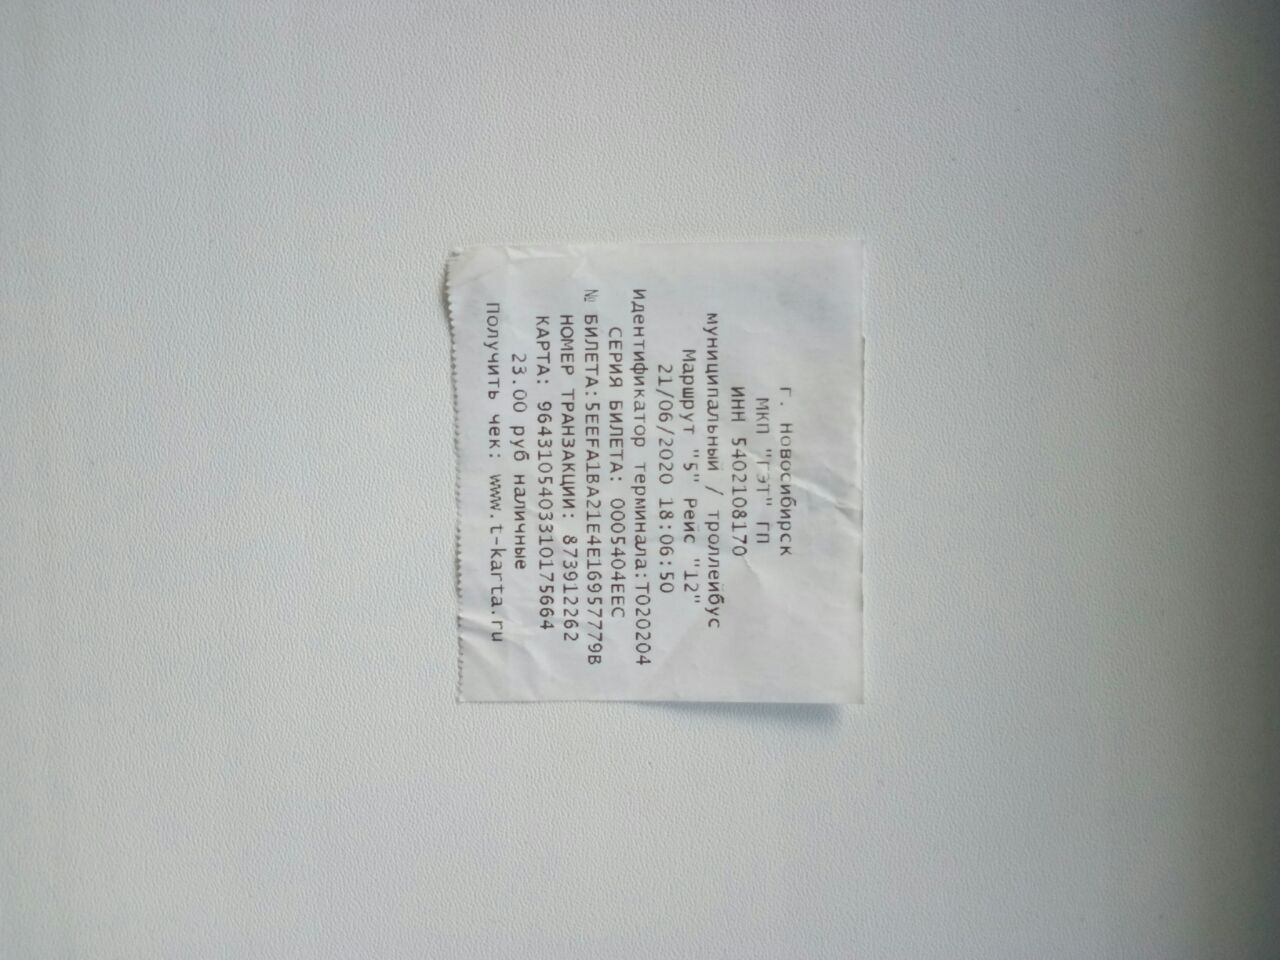 г. Новосибирск
МКП "ГЭТ" ГП
ИНН 5402108170
муниципальный / троллейбус
Маршрут "5" Рейс "12"
21/06/2020 18:06:50
Идентификатор терминала:T020204
СЕРИЯ БИЛЕТА: 0005404EEC
№ БИЛЕТА:5EEFA1BA21E4E16957779B
НОМЕР ТРАНЗАКЦИИ: 873912262
КАРТА: 9643105403310175664
23.00 руб наличные
Получить чек: www.t-karta.ru